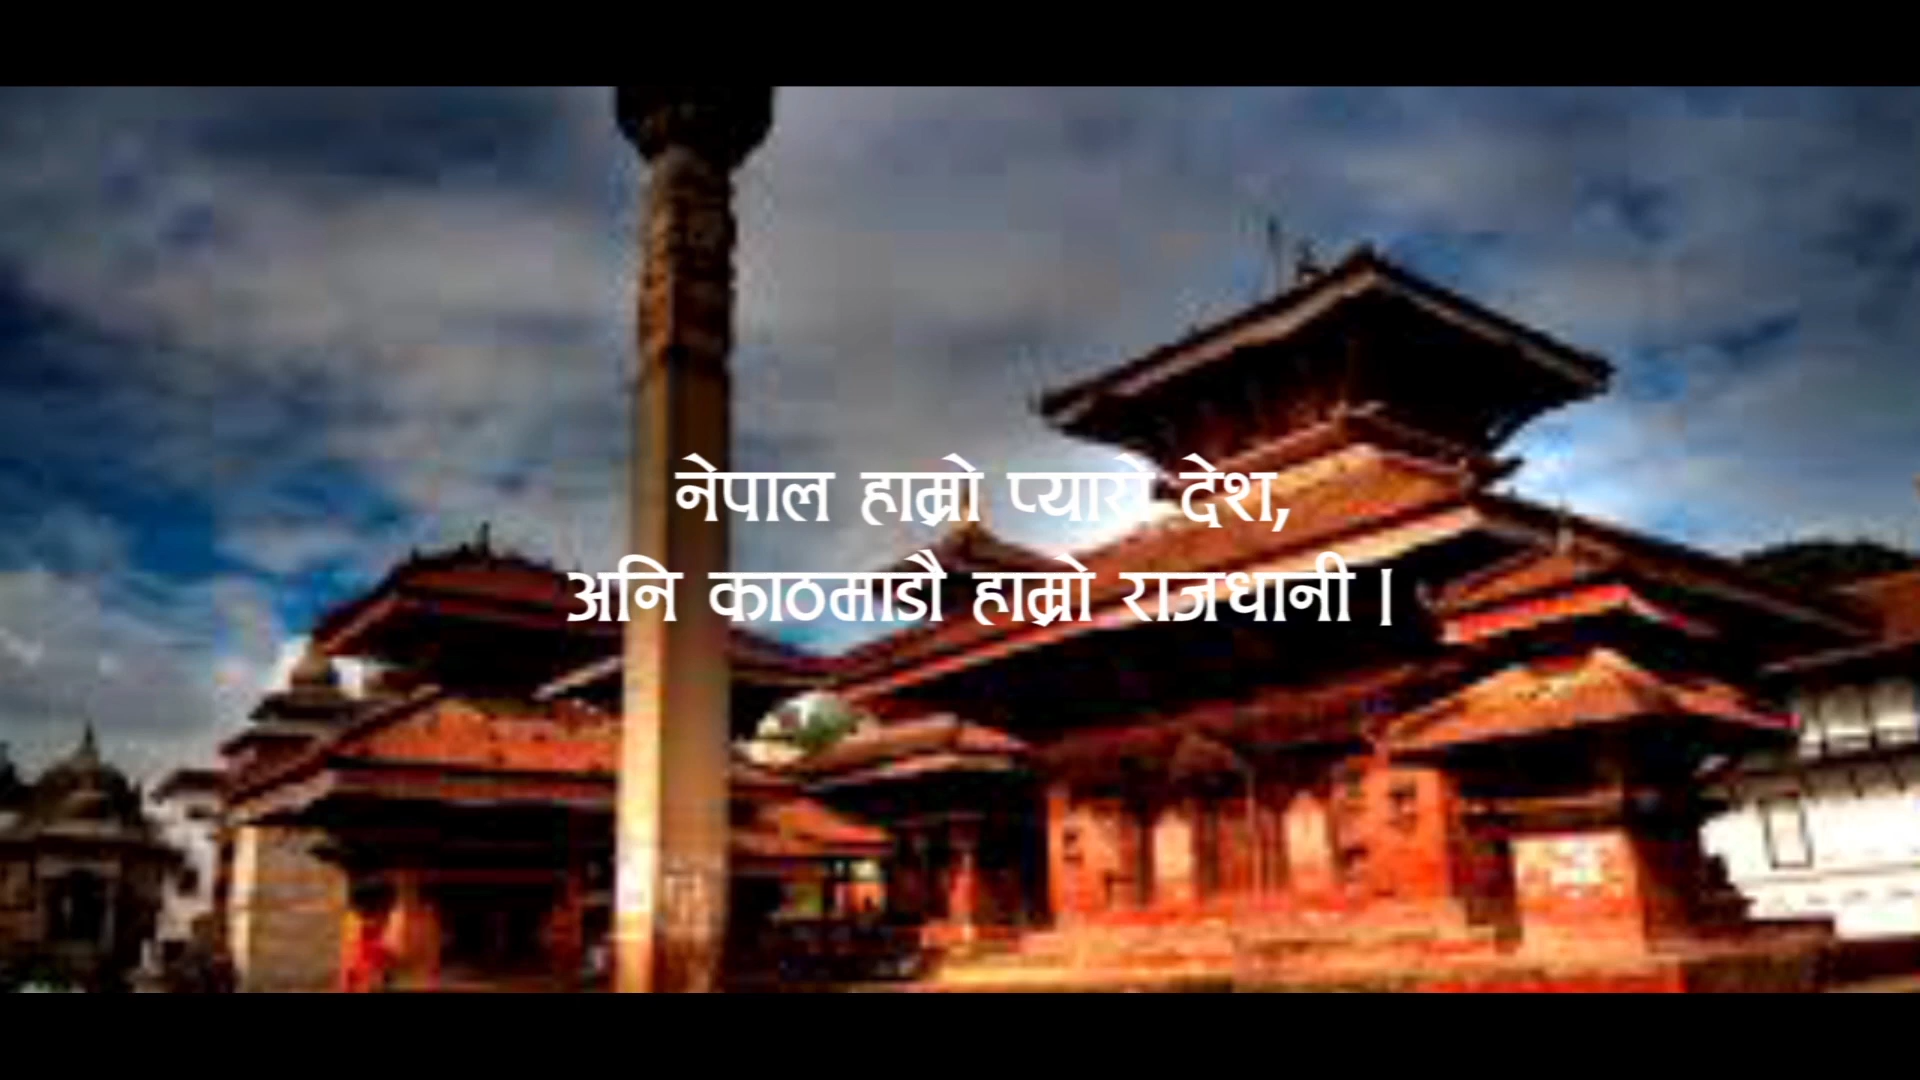 नेपाल हाम्रो प्यारो देश,
अनि काठमाडौ हाम्रो राजधानी ।